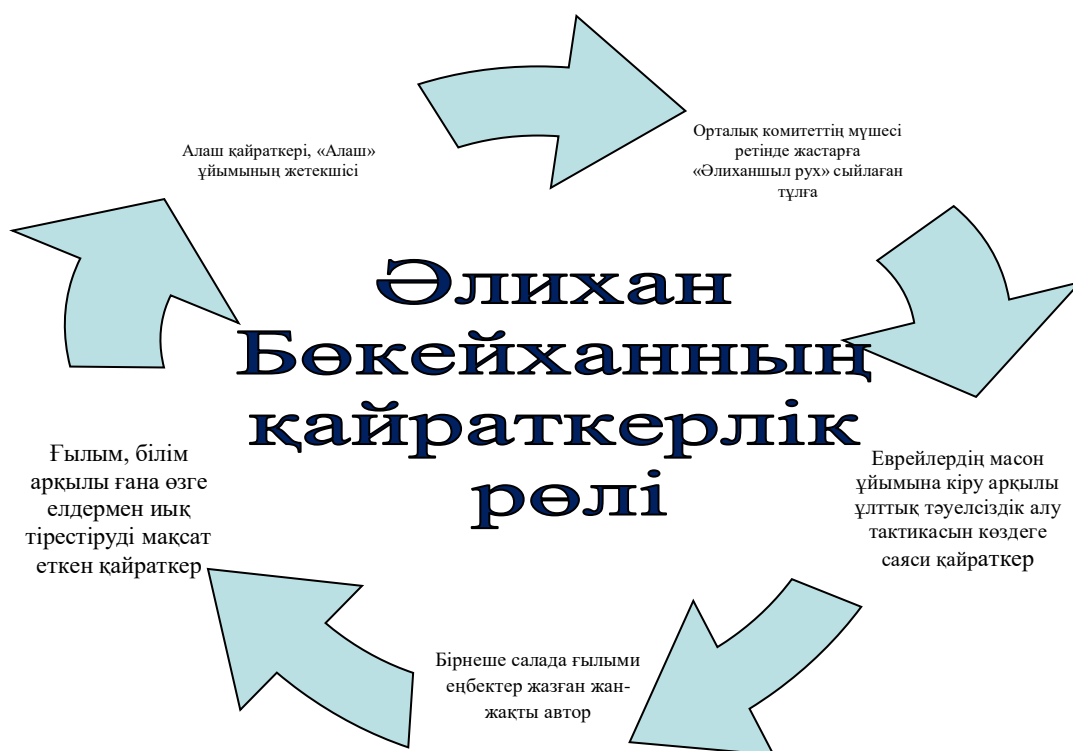 Алаш қайраткері, «Алаш»
ұйымының жетекшісі
Орталық комитеттің мүшесі
ретінде жастарға
«Әлиханшыл рух» сыйлаған
тұлға
Әлихан
Бөкейханның
қайраткерлік
рөлі
Еврейлердің масон
ұйымына кіру арқылы
ұлттық тәуелсіздік алу
тактикасын көздеге
саяси қайраткер
Бірнеше салада ғылыми
еңбектер жазған жан-
жақты автор
Ғылым, білім
арқылы ғана өзге
елдермен иық
тірестіруді мақсат
еткен қайраткер